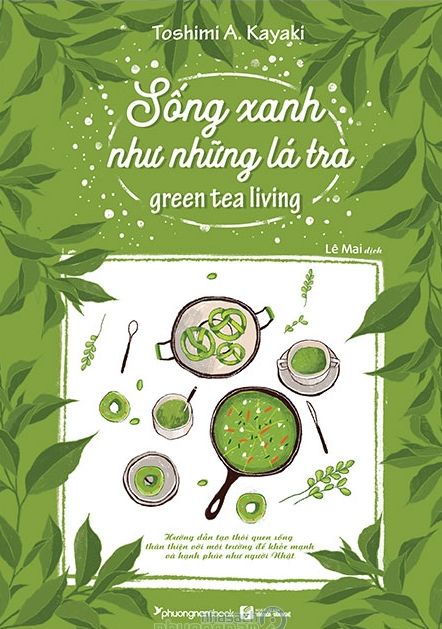 Toshimi A. Kayaki
Sống xanh
như những lá trà
green tea living
Lê Mai dịch
Hướng dẫn tạo thói quen sống
thân thiện với môi trường để khỏe mạnh
và hạnh phúc như người Nhật
phuongnambook